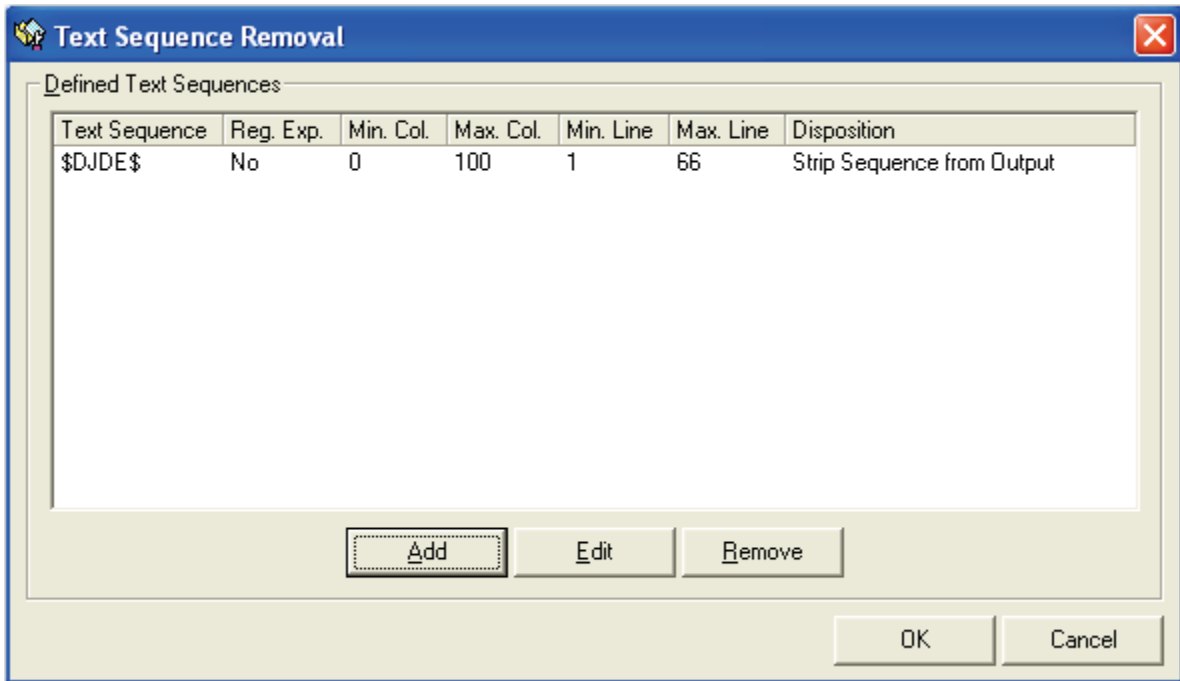 Text Sequence Removal
Defined Text Sequences
Text Sequence Reg. Exp. Min. Col. Max. Col. Min. Line Max. Line Disposition
$DJDE$ No 0 100 1 66 Strip Sequence from Output
Add Edit Remove
OK Cancel